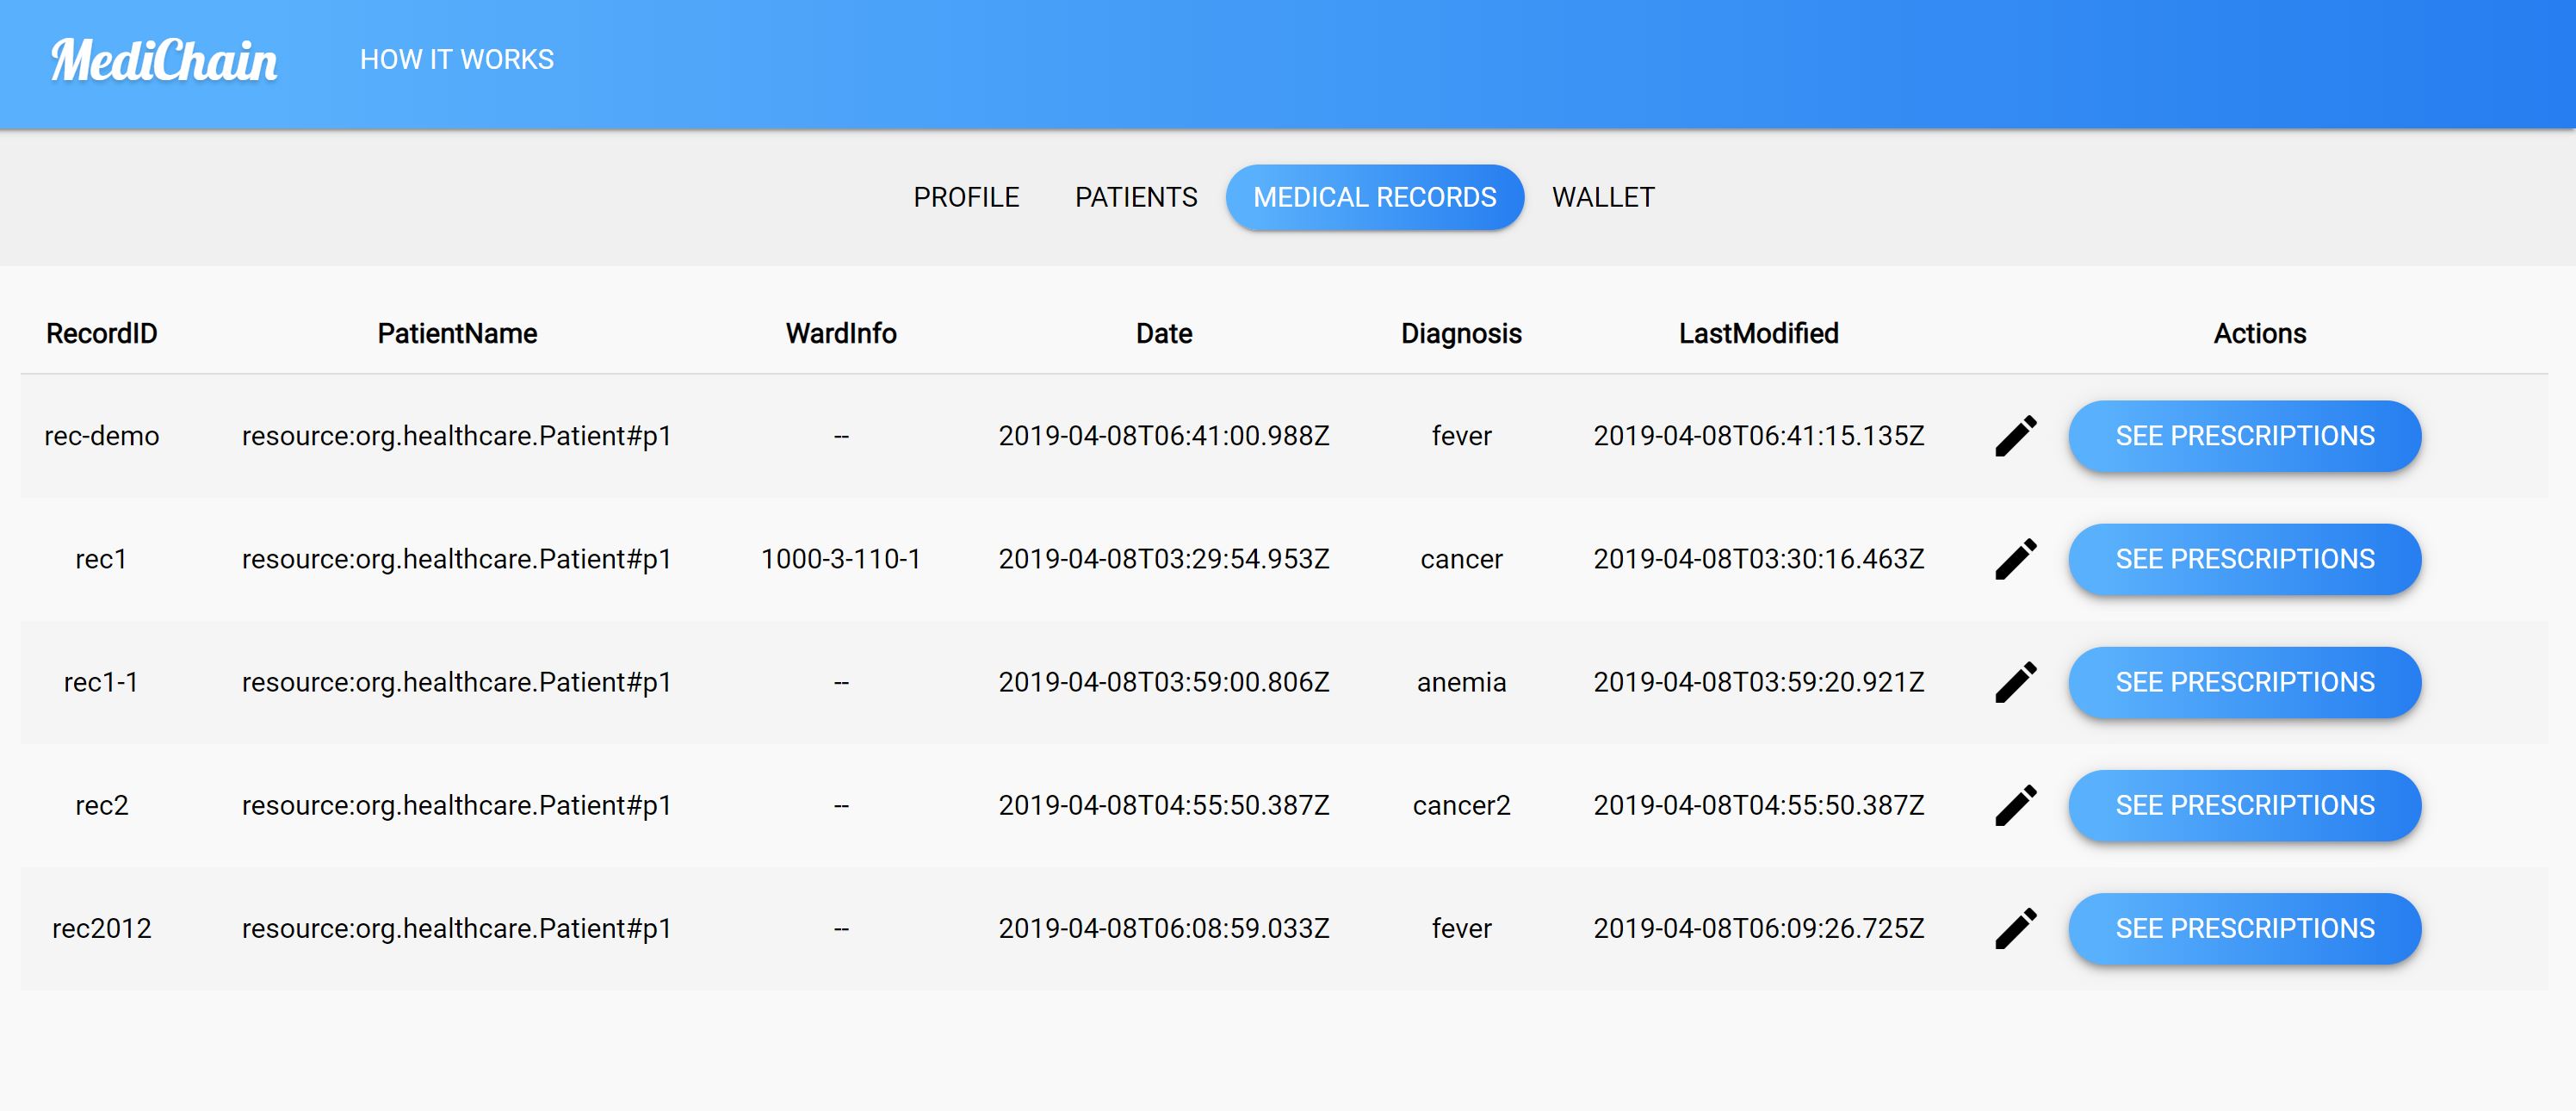 MediChain HOW IT WORKS
PROFILE PATIENTS MEDICAL RECORDS WALLET
RecordID PatientName WardInfo Date Diagnosis LastModified Actions
rec-demo resource:org.healthcare.Patient#p1 -- 2019-04-08T06:41:00.988Z fever 2019-04-08T06:41:15.135Z SEE PRESCRIPTIONS
rec1 resource:org.healthcare.Patient#p1 1000-3-110-1 2019-04-08T03:29:54.953Z cancer 2019-04-08T03:30:16.463Z SEE PRESCRIPTIONS
rec1-1 resource:org.healthcare.Patient#p1 -- 2019-04-08T03:59:00.806Z anemia 2019-04-08T03:59:20.921Z SEE PRESCRIPTIONS
rec2 resource:org.healthcare.Patient#p1 -- 2019-04-08T04:55:50.387Z cancer2 2019-04-08T04:55:50.387Z SEE PRESCRIPTIONS
rec2012 resource:org.healthcare.Patient#p1 -- 2019-04-08T06:08:59.033Z fever 2019-04-08T06:09:26.725Z SEE PRESCRIPTIONS